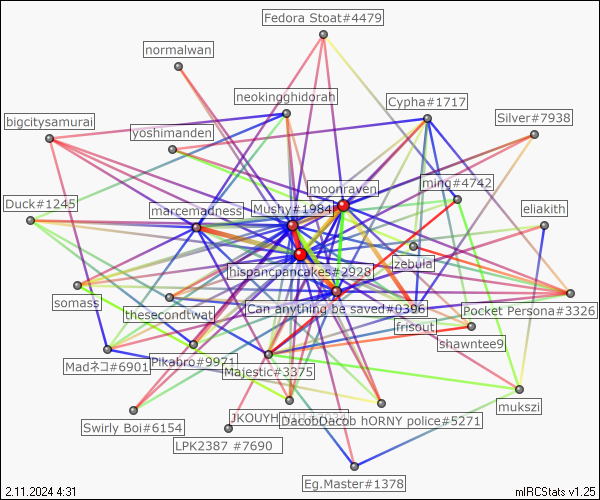 Fedora Stoat#4479
normalwan
neokingghidorah
Cypha#1717
bigcitysamurai
yoshimanden
Silver#7938
moonraven
ming#4742
Duck#1245
marcemadness
Mushy#1984
eliakith
hispancpancakes#2928
zebula
somass
thesecondtwat
Can anything be saved#0396
Pocket Persona#3326
frisout
shawntee9
Madネコ#6901
Pikabro#9971
Majestic#3375
mukszi
Swirly Boi#6154
DacobDacob hORNY police#5271
LPK2387 #7690
Eg.Master#1378
2.11.2024 4:31
mIRCStats v1.25